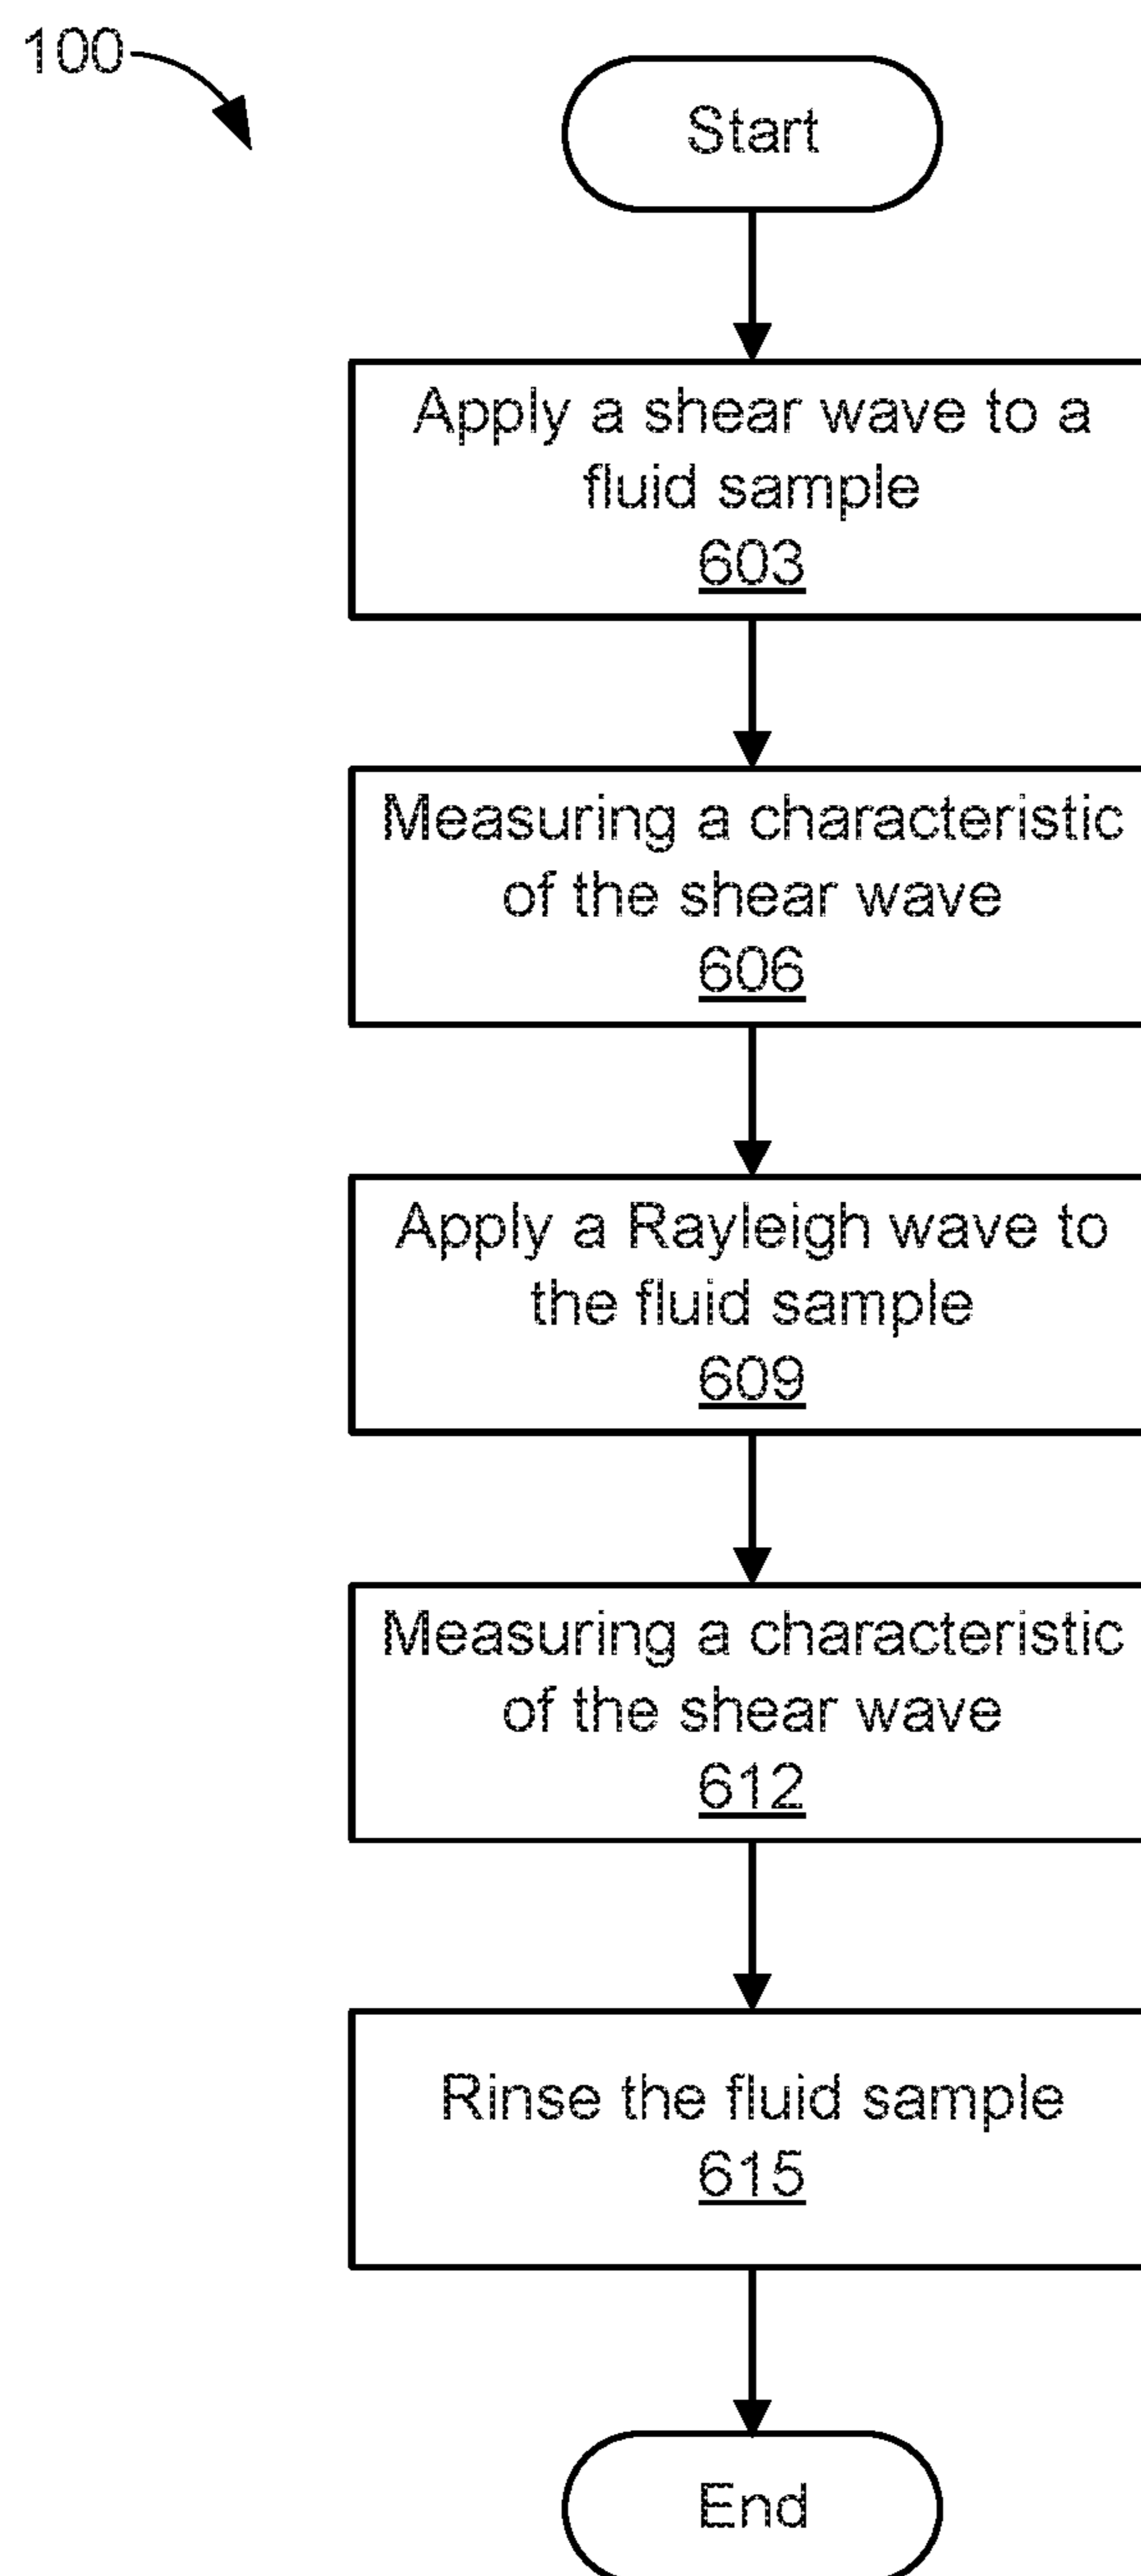 100
Start
Apply a shear wave to a
fluid sample
603
Measuring a characteristic
of the shear wave
606
Apply a Rayleigh wave to
the fluid sample
609
Measuring a characteristic
of the shear wave
612
Rinse the fluid sample
615
End